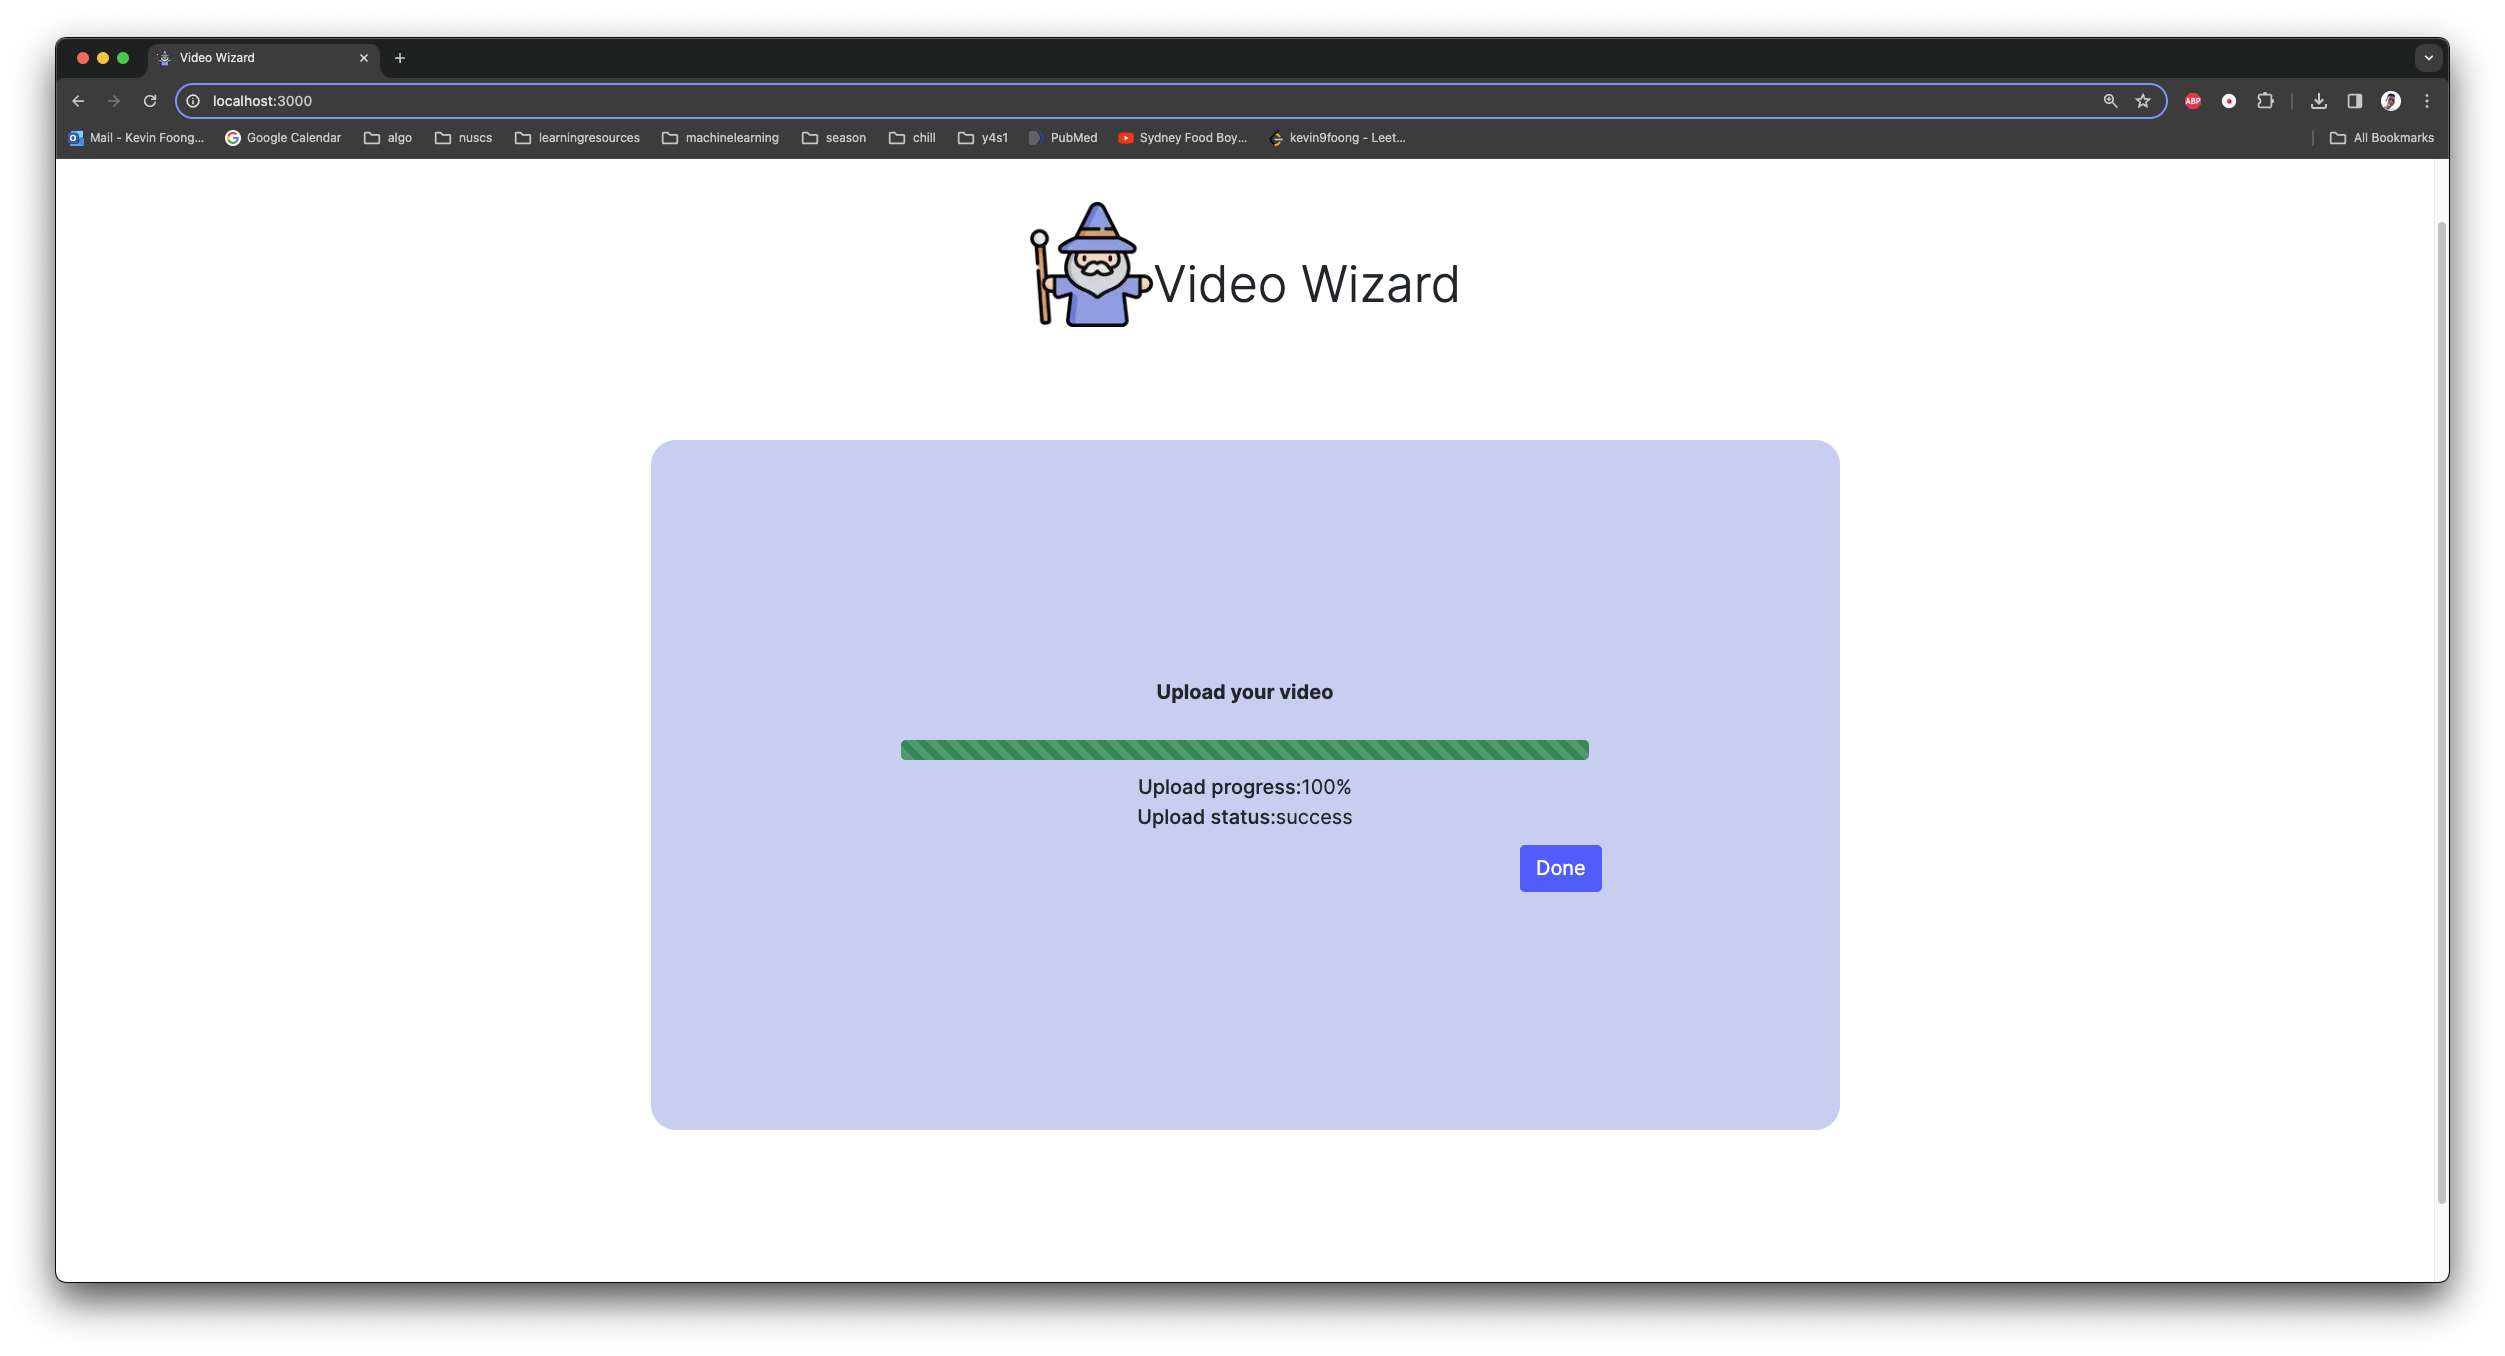 Video Wizard
localhost:3000
ABP
Mail - Kevin Foong... Google Calendar algo nuscs learningresources machinelearning season chill y4s1 PubMed Sydney Food Boy... kevin9foong - Leet... All Bookmarks
Video Wizard
Upload your video
Upload progress:100%
Upload status:success
Done